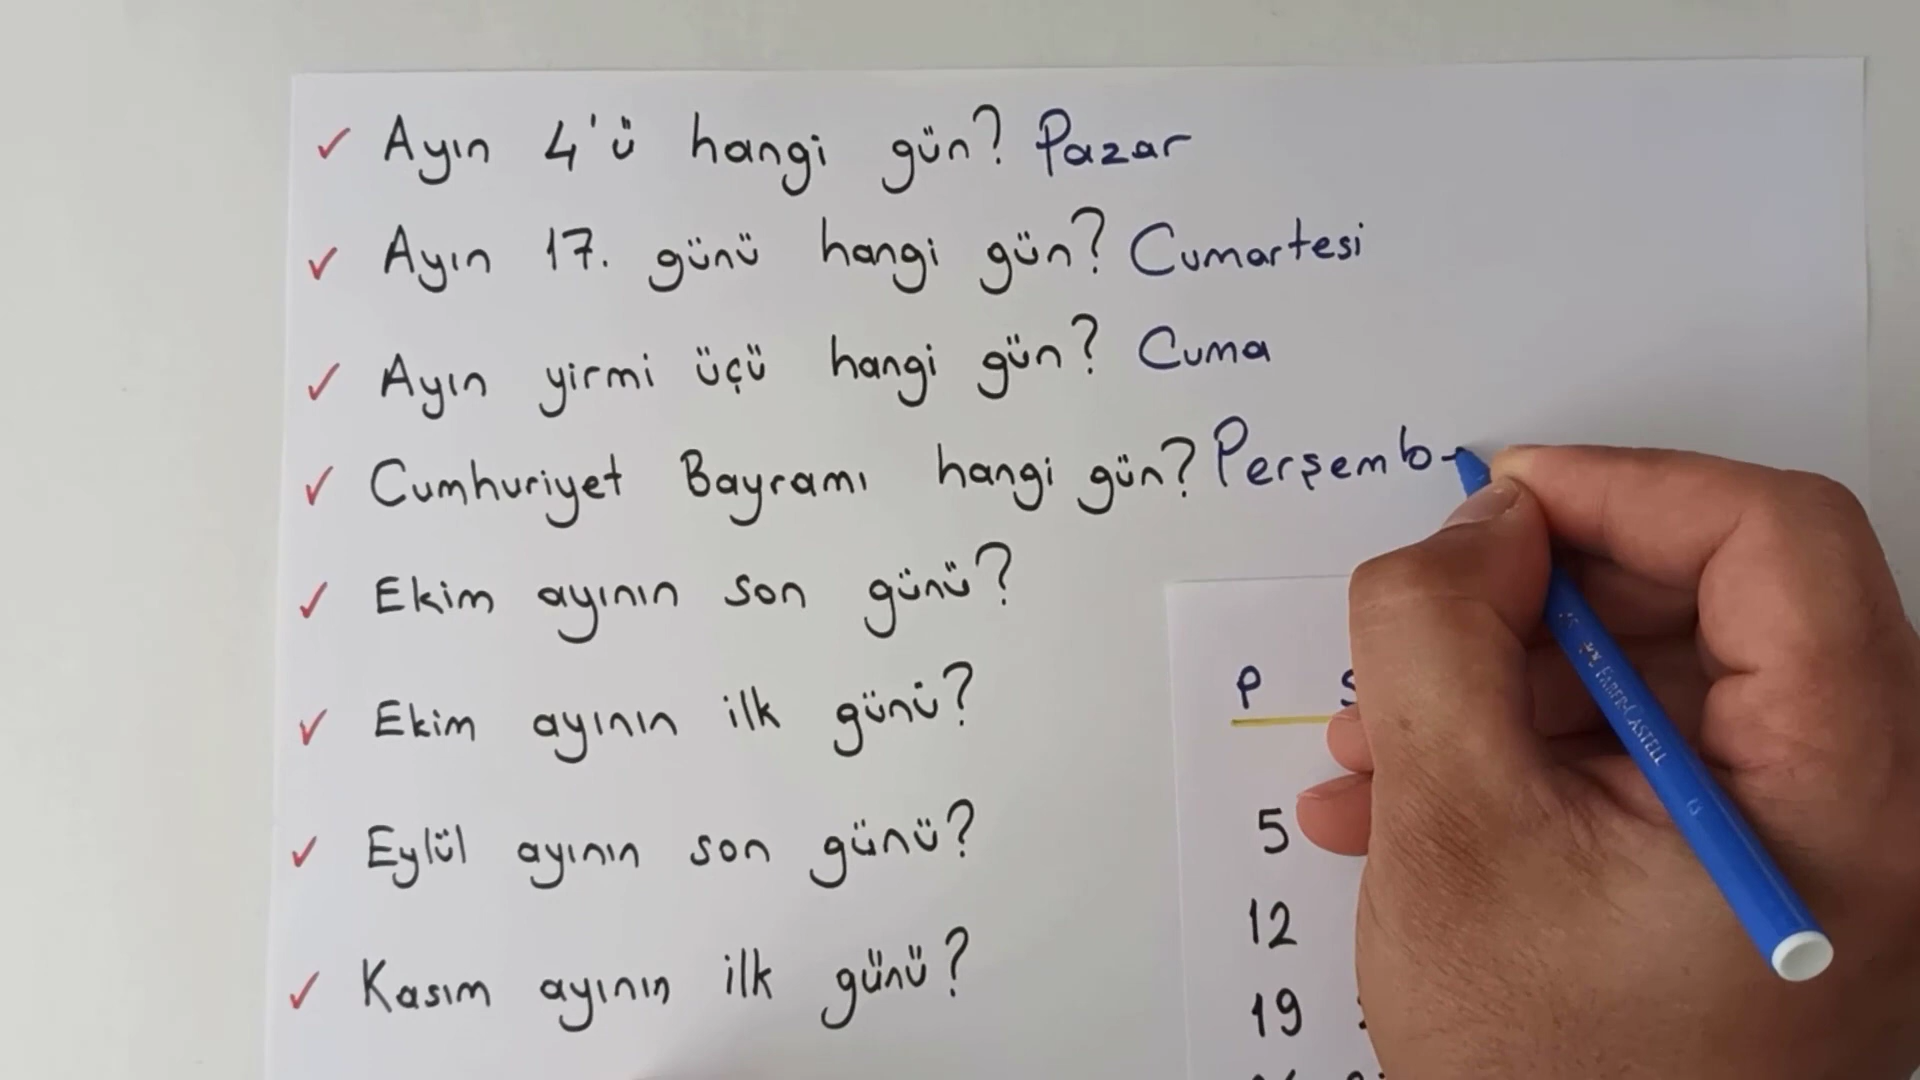 Ayın 4'ü hangi gün? Pazar
Ayın 17. günü hangi gün? Cumartesi
Ayın yirmi üçü hangi gün? Cuma
Cumhuriyet Bayramı hangi gün? Perşemb
Ekim ayının son günü?
Ekim ayının ilk günü?
Eylül ayının son günü?
Kasım ayının ilk günü?
P S
5
12
19
FABER-CASTELL